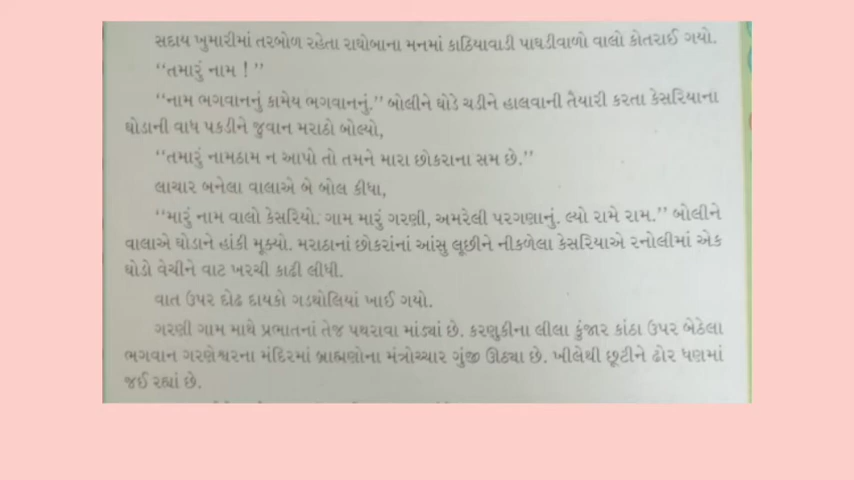 સદાય ખુમારીમાં તરબોળ રહેતા રાઘોબાના મનમાં કાઠિયાવાડી પાઘડીવાળો વાલો કોતરાઈ ગયો.
“તમારું નામ !”
“નામ ભગવાનનું કામેય ભગવાનનું.” બોલીને ઘોડે ચડીને હાલવાની તૈયારી કરતા કેસરિયાના
ઘોડાની વાઘ પકડીને જુવાન મરાઠો બોલ્યો,
“તમારું નામઠામ ન આપો તો તમને મારા છોકરાના સમ છે.”
લાચાર બનેલા વાલાએ બે બોલ કીધા,
“મારું નામ વાલો કેસરિયો. ગામ મારું ગરણી, અમરેલી પરગણાનું. લ્યો રામે રામ.” બોલીને
વાલાએ ઘોડાને હાંકી મૂક્યો. મરાઠાનાં છોકરાંનાં આંસુ લૂછીને નીકળેલા કેસરિયાએ રનોલીમાં એક
ઘોડો વેચીને વાટ ખરચી કાઢી લીધી.
વાત ઉપર દોઢ દાયકો ગડથોલિયાં ખાઈ ગયો.
ગરણી ગામ માથે પ્રભાતનાં તેજ પથરાવા માંડ્યાં છે. કરણુકીના લીલા કુંજાર કાંઠા ઉપર બેઠેલા
ભગવાન ગરણેશ્વરના મંદિરમાં બ્રાહ્મણોના મંત્રોચ્ચાર ગુંજી ઊઠ્યા છે. ખીલેથી છૂટીને ઢોર ધણમાં
જઈ રહ્યાં છે.